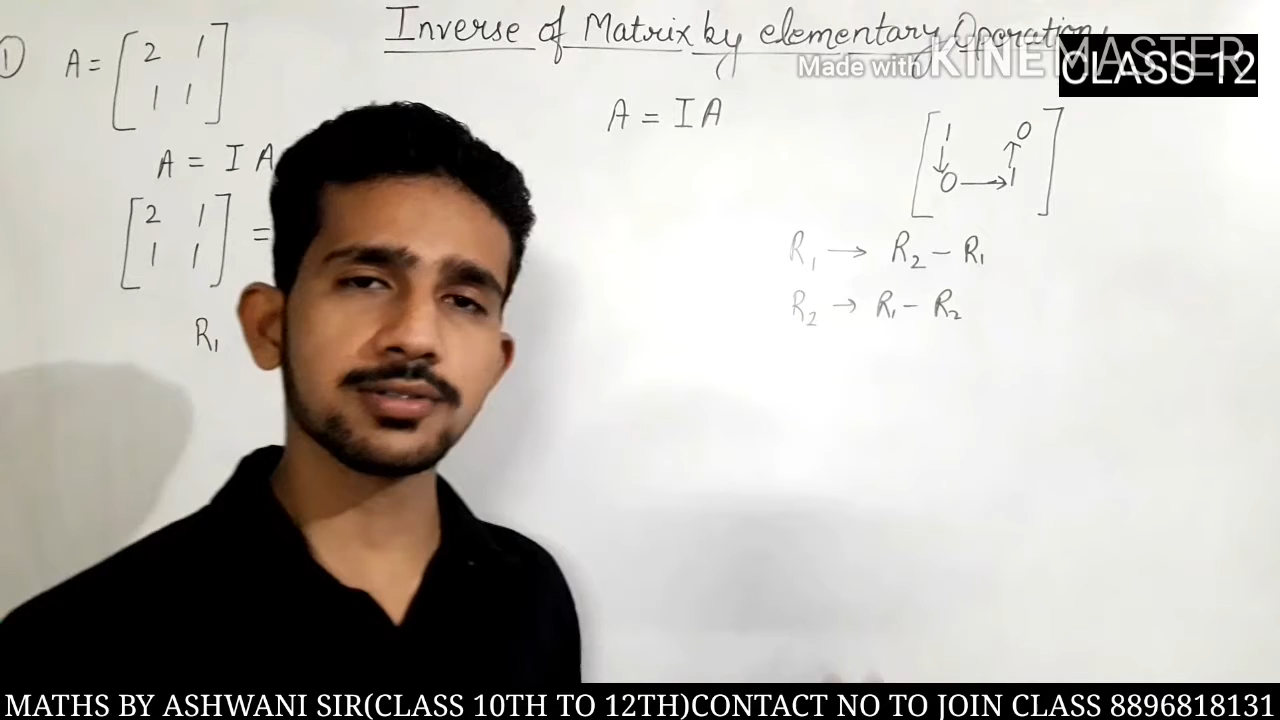 Inverse of Matrix by elementary Operation
Made with KINEMASTER
CLASS 12
① A = [ 2 1
1 1 ]
A = I A
A = I A
[ 1 0
0 → 1 ]
[ 2 1
1 1 ] =
R₁ → R₂ − R₁
R₂ → R₁ − R₂
R₁
MATHS BY ASHWANI SIR(CLASS 10TH TO 12TH)CONTACT NO TO JOIN CLASS 8896818131